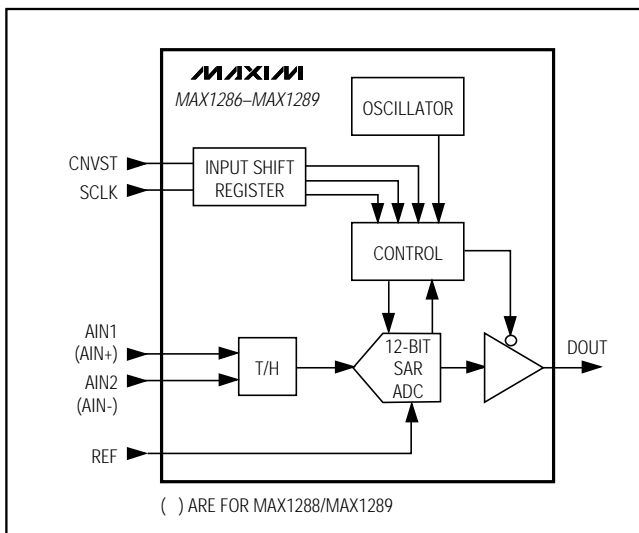 MAXIM
MAX1286–MAX1289
OSCILLATOR
CNVST
SCLK
INPUT SHIFT
REGISTER
CONTROL
AIN1
(AIN+)
AIN2
(AIN-)
T/H
12-BIT
SAR
ADC
DOUT
REF
( ) ARE FOR MAX1288/MAX1289